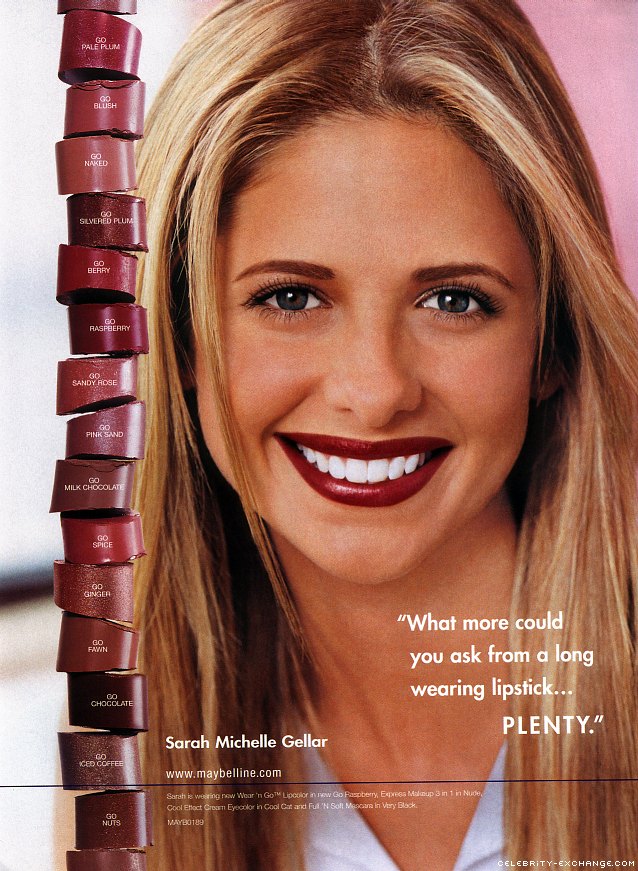 GO
PALE PLUM
GO
BLUSH
GO
NAKED
GO
SILVERED PLUM
GO
BERRY
GO
RASPBERRY
GO
SANDY ROSE
GO
PINK SAND
GO
MILK CHOCOLATE
GO
SPICE
GO
GINGER
GO
FAWN
GO
CHOCOLATE
GO
ICED COFFEE
GO
NUTS
“What more could
you ask from a long
wearing lipstick...
PLENTY.”
Sarah Michelle Gellar
www.maybelline.com
Sarah is wearing new Wear 'n Go™ Lipcolor in new Go Raspberry, Express Makeup 3 in 1 in Nude,
Cool Effect Cream Eyecolor in Cool Cat and Full 'N Soft Mascara in Very Black.
MAYB0189
CELEBRITY-EXCHANGE.COM